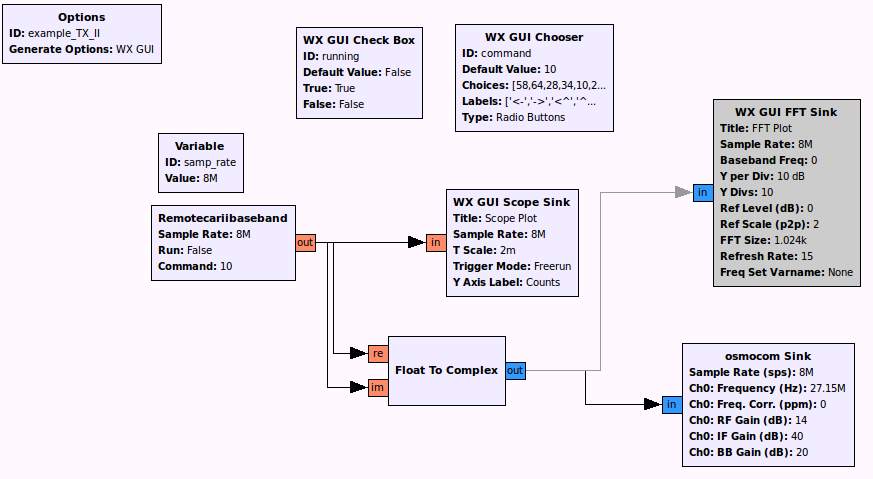 Options
ID: example_TX_II
Generate Options: WX GUI
WX GUI Check Box
ID: running
Default Value: False
True: True
False: False
WX GUI Chooser
ID: command
Default Value: 10
Choices: [58,64,28,34,10,2...
Labels: ['<-','->','<^','^...
Type: Radio Buttons
WX GUI FFT Sink
Title: FFT Plot
Sample Rate: 8M
Baseband Freq: 0
Y per Div: 10 dB
Y Divs: 10
Ref Level (dB): 0
Ref Scale (p2p): 2
FFT Size: 1.024k
Refresh Rate: 15
Freq Set Varname: None
in
Variable
ID: samp_rate
Value: 8M
Remotecariibaseband
Sample Rate: 8M
Run: False
Command: 10
out
in
WX GUI Scope Sink
Title: Scope Plot
Sample Rate: 8M
T Scale: 2m
Trigger Mode: Freerun
Y Axis Label: Counts
re
im
Float To Complex
out
in
osmocom Sink
Sample Rate (sps): 8M
Ch0: Frequency (Hz): 27.15M
Ch0: Freq. Corr. (ppm): 0
Ch0: RF Gain (dB): 14
Ch0: IF Gain (dB): 40
Ch0: BB Gain (dB): 20